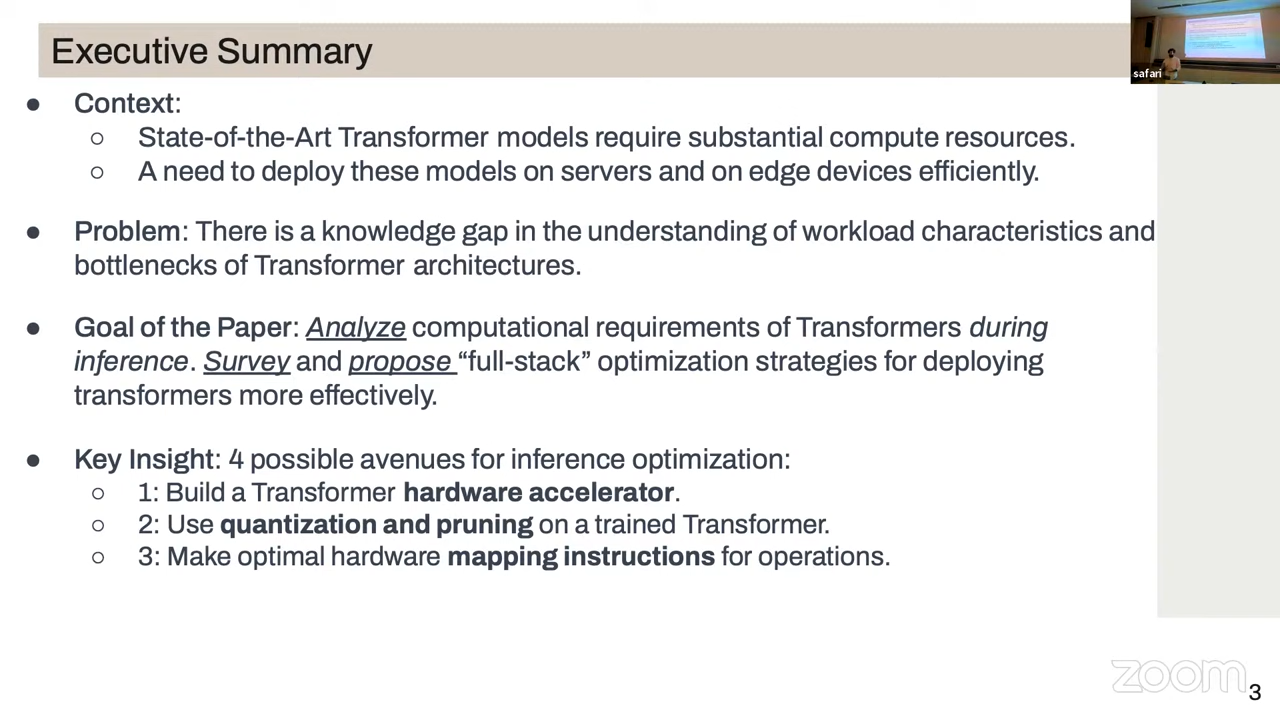 Executive Summary
safari
● Context:
○ State-of-the-Art Transformer models require substantial compute resources.
○ A need to deploy these models on servers and on edge devices efficiently.
● Problem: There is a knowledge gap in the understanding of workload characteristics and
bottlenecks of Transformer architectures.
● Goal of the Paper: Analyze computational requirements of Transformers during
inference. Survey and propose “full-stack” optimization strategies for deploying
transformers more effectively.
● Key Insight: 4 possible avenues for inference optimization:
○ 1: Build a Transformer hardware accelerator.
○ 2: Use quantization and pruning on a trained Transformer.
○ 3: Make optimal hardware mapping instructions for operations.
zoom
3